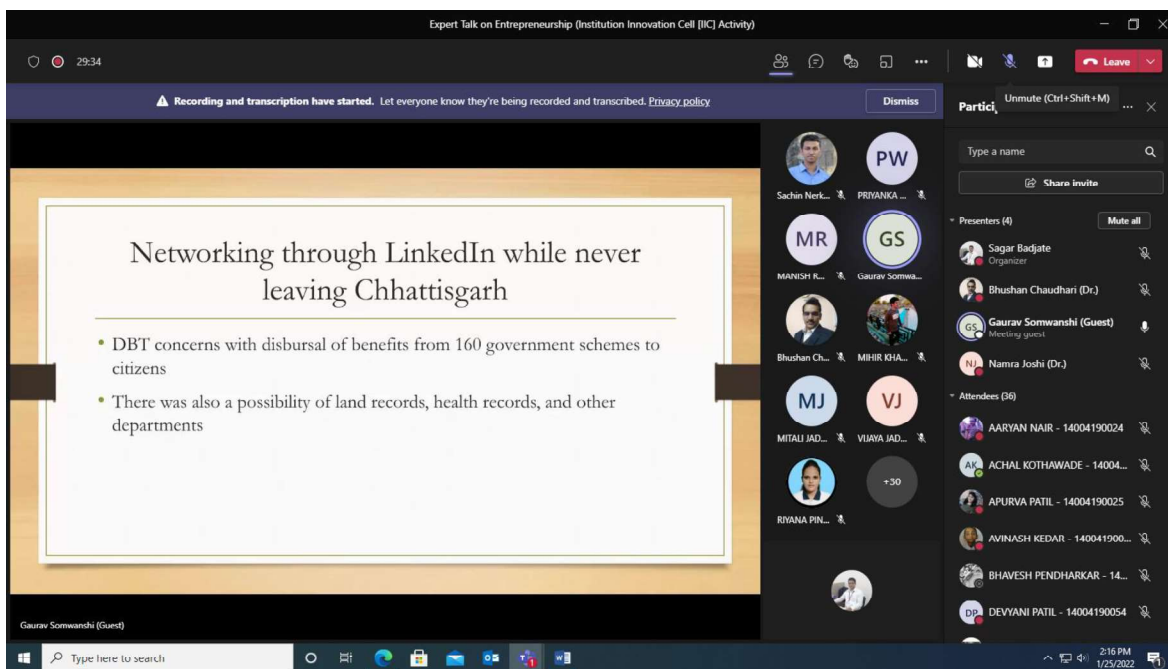 Expert Talk on Entrepreneurship (Institution Innovation Cell [IIC] Activity)
29:34
Leave
Recording and transcription have started. Let everyone know they're being recorded and transcribed. Privacy policy
Dismiss
Unmute (Ctrl+Shift+M)
Networking through LinkedIn while never
leaving Chhattisgarh
• DBT concerns with disbursal of benefits from 160 government schemes to
citizens
• There was also a possibility of land records, health records, and other
departments
Gaurav Somwanshi (Guest)
Sachin Nerk...
PW
PRIYANKA ...
MR
MANISH R...
GS
Gaurav Somwa...
Bhushan Ch...
MIHIR KHA...
MJ
MITALI JAD...
VJ
VIJAYA JAD...
RIYANA PIN...
+30
Partici
Type a name
Share invite
Presenters (4)
Mute all
Sagar Badjate
Organizer
Bhushan Chaudhari (Dr.)
GS
Gaurav Somwanshi (Guest)
Meeting guest
NJ
Namra Joshi (Dr.)
Attendees (36)
AARYAN NAIR - 14004190024
AK
ACHAL KOTHAWADE - 14004...
APURVA PATIL - 14004190025
AVINASH KEDAR - 140041900...
BHAVESH PENDHARKAR - 14...
DP
DEVYANI PATIL - 14004190054
Type here to search
2:16 PM
1/25/2022